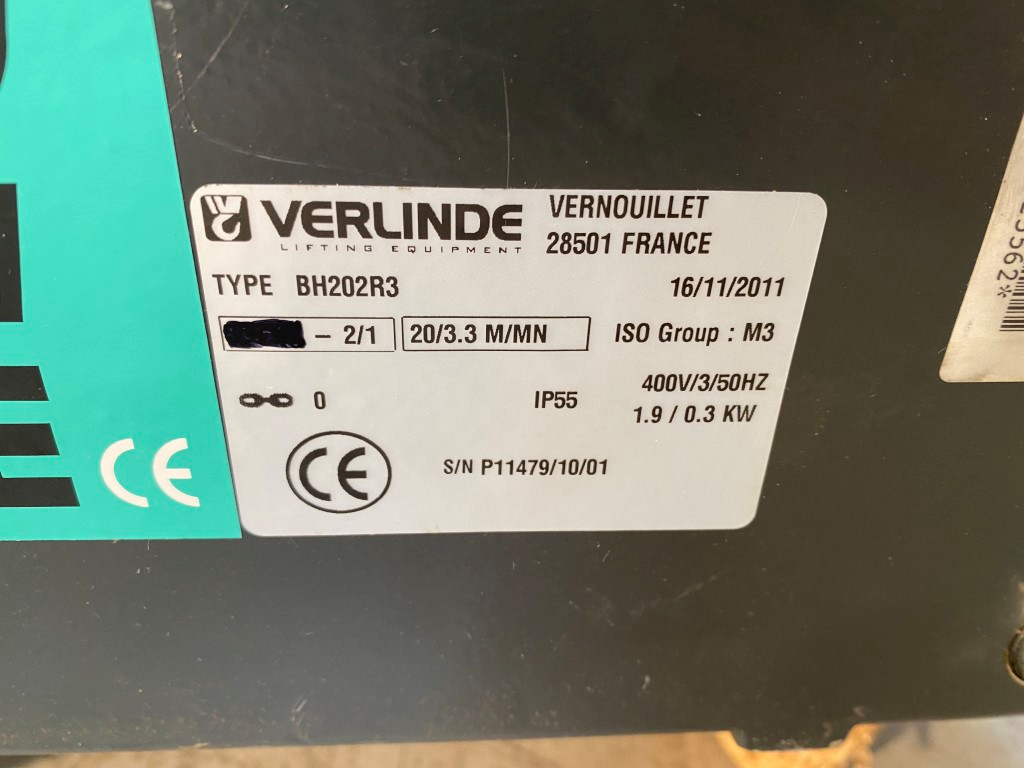 VERLINDE
LIFTING EQUIPMENT
VERNOUILLET
28501 FRANCE
TYPE BH202R3
16/11/2011
– 2/1
20/3.3 M/MN
ISO Group : M3
0
IP55
400V/3/50HZ
1.9 / 0.3 KW
CE
S/N P11479/10/01
CE
5562*